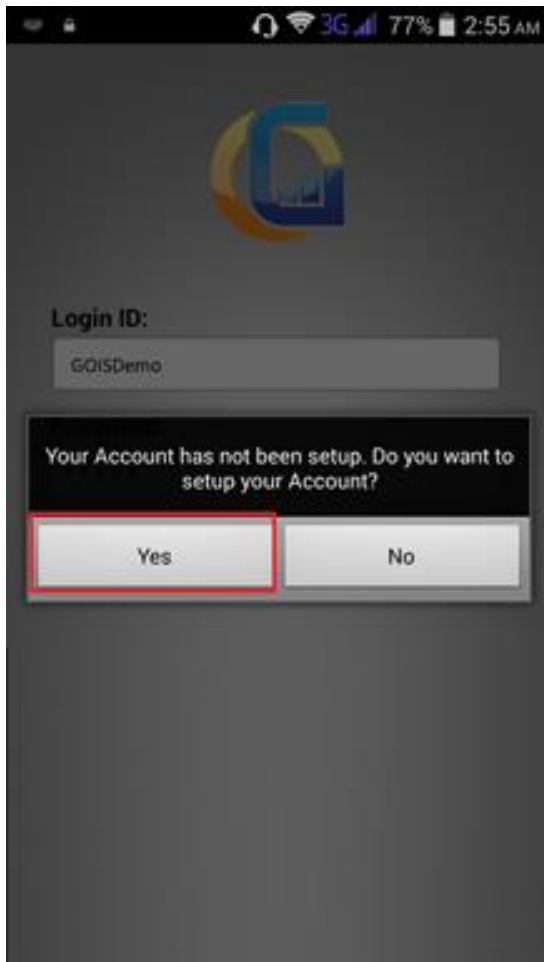 3G 77% 2:55 AM
Login ID:
GOISDemo
Your Account has not been setup. Do you want to
setup your Account?
Yes No